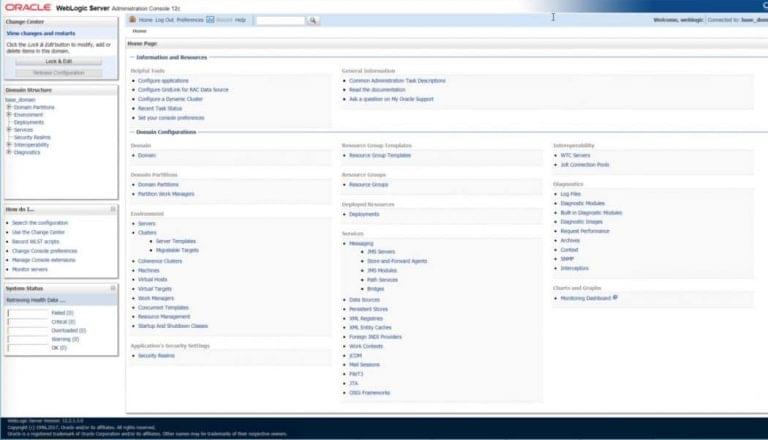 ORACLE WebLogic Server Administration Console 12c
Change Center
View changes and restarts
Click the Lock & Edit button to modify, add or
delete items in this domain.
Lock & Edit
Release Configuration
Domain Structure
base_domain
Domain Partitions
Environment
Deployments
Services
Security Realms
Interoperability
Diagnostics
How do I...
Search the configuration
Use the Change Center
Record WLST scripts
Change Console preferences
Manage Console extensions
Monitor servers
System Status
Retrieving Health Data ...
Failed (0)
Critical (0)
Overloaded (0)
Warning (0)
OK (0)
Home Log Out Preferences Record Help
Welcome, weblogic Connected to: base_dom
Home
Home Page
Information and Resources
Helpful Tools
Configure applications
Configure GridLink for RAC Data Source
Configure a Dynamic Cluster
Recent Task Status
Set your console preferences
General Information
Common Administration Task Descriptions
Read the documentation
Ask a question on My Oracle Support
Domain Configurations
Domain
Domain
Domain Partitions
Domain Partitions
Partition Work Managers
Environment
Servers
Clusters
Server Templates
Migratable Targets
Coherence Clusters
Machines
Virtual Hosts
Virtual Targets
Work Managers
Concurrent Templates
Resource Management
Startup And Shutdown Classes
Application's Security Settings
Security Realms
Resource Group Templates
Resource Group Templates
Resource Groups
Resource Groups
Deployed Resources
Deployments
Services
Messaging
JMS Servers
Store-and-Forward Agents
JMS Modules
Path Services
Bridges
Data Sources
Persistent Stores
XML Registries
XML Entity Caches
Foreign JNDI Providers
Work Contexts
jCOM
Mail Sessions
FileT3
JTA
OSGi Frameworks
Interoperability
WTC Servers
Jolt Connection Pools
Diagnostics
Log Files
Diagnostic Modules
Built-in Diagnostic Modules
Diagnostic Images
Request Performance
Archives
Context
SNMP
Interceptors
Charts and Graphs
Monitoring Dashboard
WebLogic Server Version: 12.2.1.3.0
Copyright (c) 1996,2017, Oracle and/or its affiliates. All rights reserved.
Oracle is a registered trademark of Oracle Corporation and/or its affiliates. Other names may be trademarks of their respective owners.